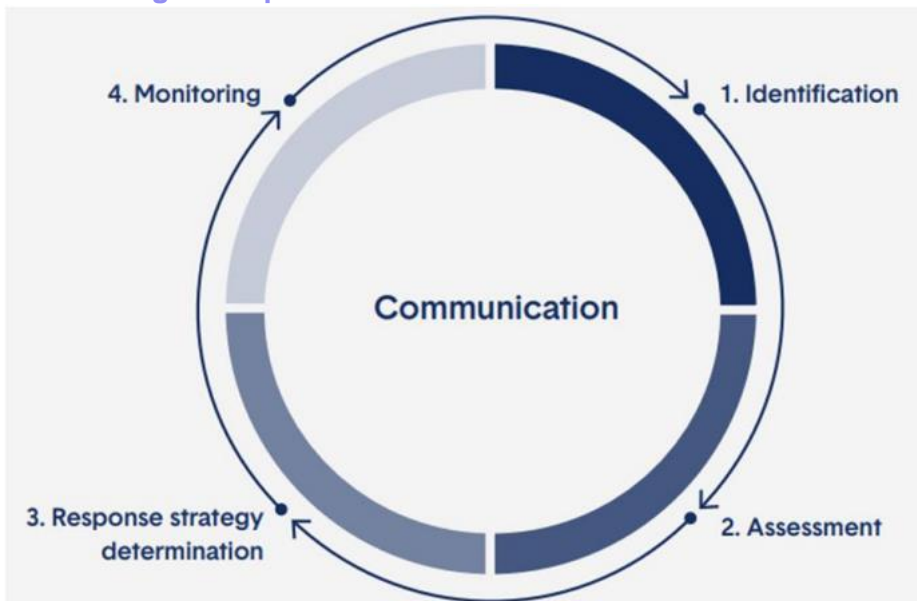 4. Monitoring
1. Identification
Communication
3. Response strategy
determination
2. Assessment